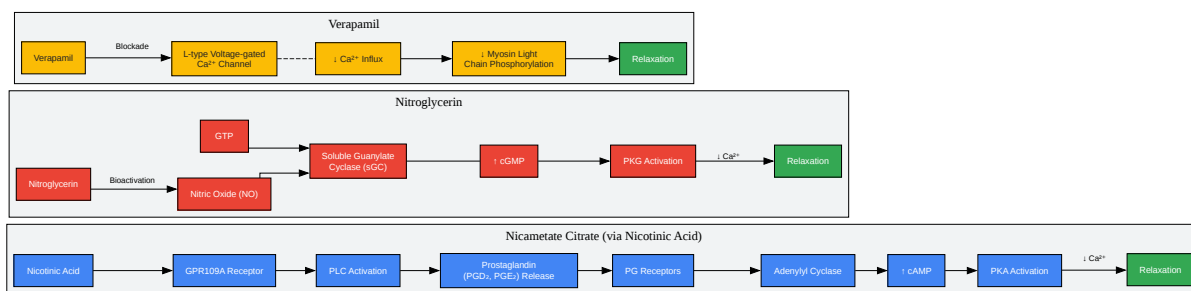 Verapamil
Verapamil
Blockade
L-type Voltage-gated
Ca²⁺ Channel
↓ Ca²⁺ Influx
↓ Myosin Light
Chain Phosphorylation
Relaxation
Nitroglycerin
GTP
Nitroglycerin
Bioactivation
Nitric Oxide (NO)
Soluble Guanylate
Cyclase (sGC)
↑ cGMP
PKG Activation
↓ Ca²⁺
Relaxation
Nicametate Citrate (via Nicotinic Acid)
Nicotinic Acid
GPR109A Receptor
PLC Activation
Prostaglandin
(PGD₂, PGE₂) Release
PG Receptors
Adenylyl Cyclase
↑ cAMP
PKA Activation
↓ Ca²⁺
Relaxation